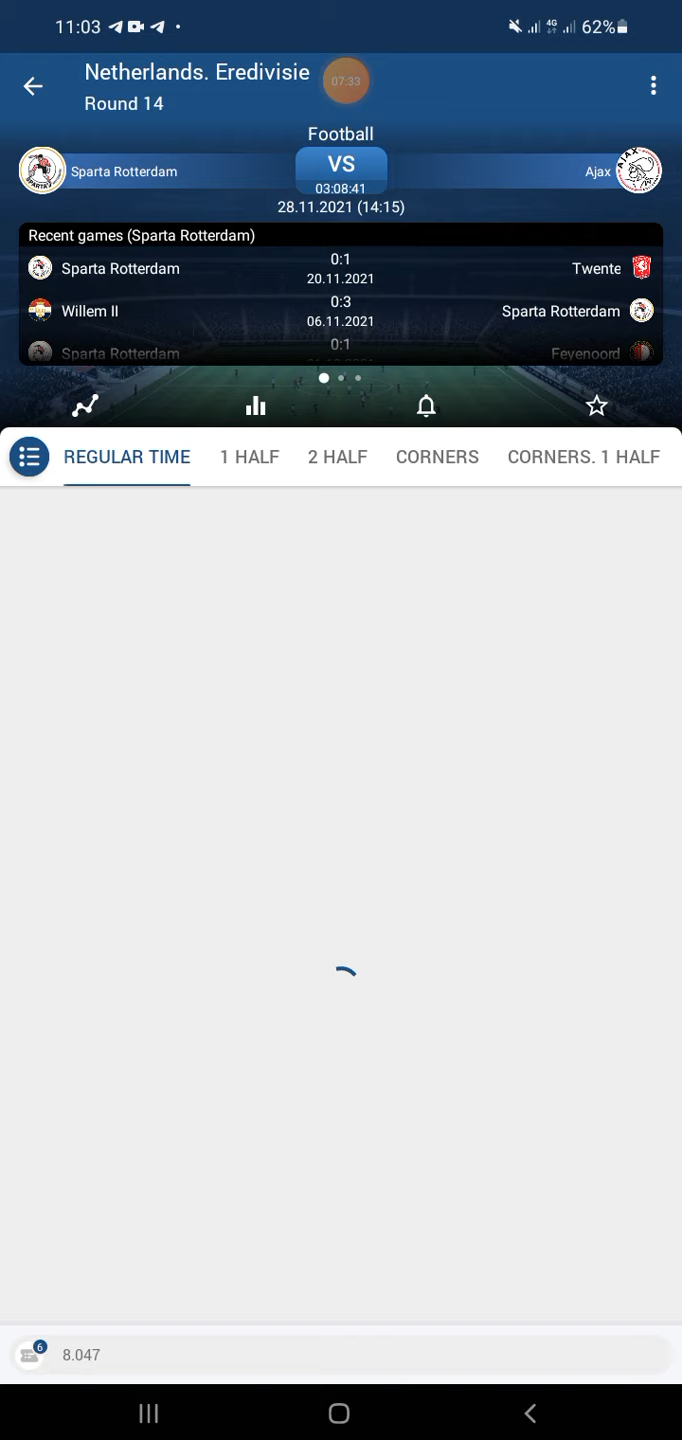 11:03 4G 62%
Netherlands. Eredivisie
07:33
Round 14
Football
Sparta Rotterdam VS Ajax
03:08:41
28.11.2021 (14:15)
Recent games (Sparta Rotterdam)
Sparta Rotterdam 0:1 Twente
20.11.2021
Willem II 0:3 Sparta Rotterdam
06.11.2021
Sparta Rotterdam 0:1 Feyenoord
REGULAR TIME 1 HALF 2 HALF CORNERS CORNERS. 1 HALF
6
8.047